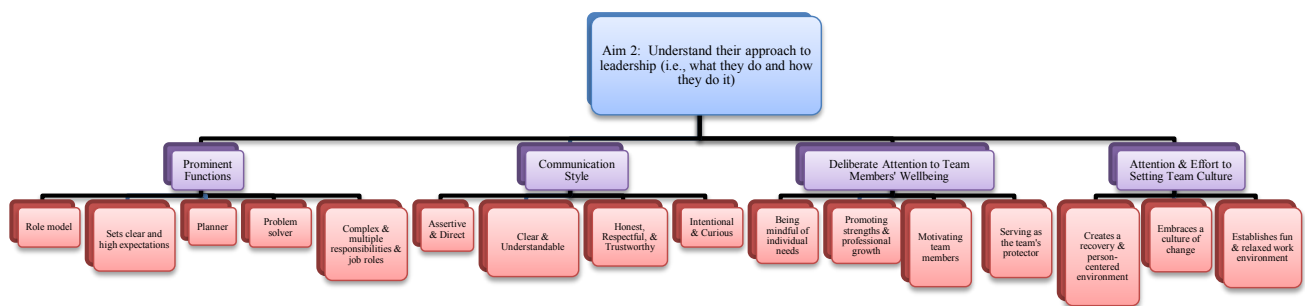 Aim 2:  Understand their approach to
leadership (i.e., what they do and how
they do it)
Prominent
Functions
Communication
Style
Deliberate Attention to Team
Members' Wellbeing
Attention & Effort to
Setting Team Culture
Role model
Sets clear and
high expectations
Planner
Problem
solver
Complex &
multiple
responsibilities &
job roles
Assertive
& Direct
Clear &
Understandable
Honest,
Respectful, &
Trustworthy
Intentional
& Curious
Being
mindful of
individual
needs
Promoting
strengths &
professional
growth
Motivating
team
members
Serving as
the team's
protector
Creates a
recovery &
person-
centered
environment
Embraces a
culture of
change
Establishes fun
& relaxed work
environment